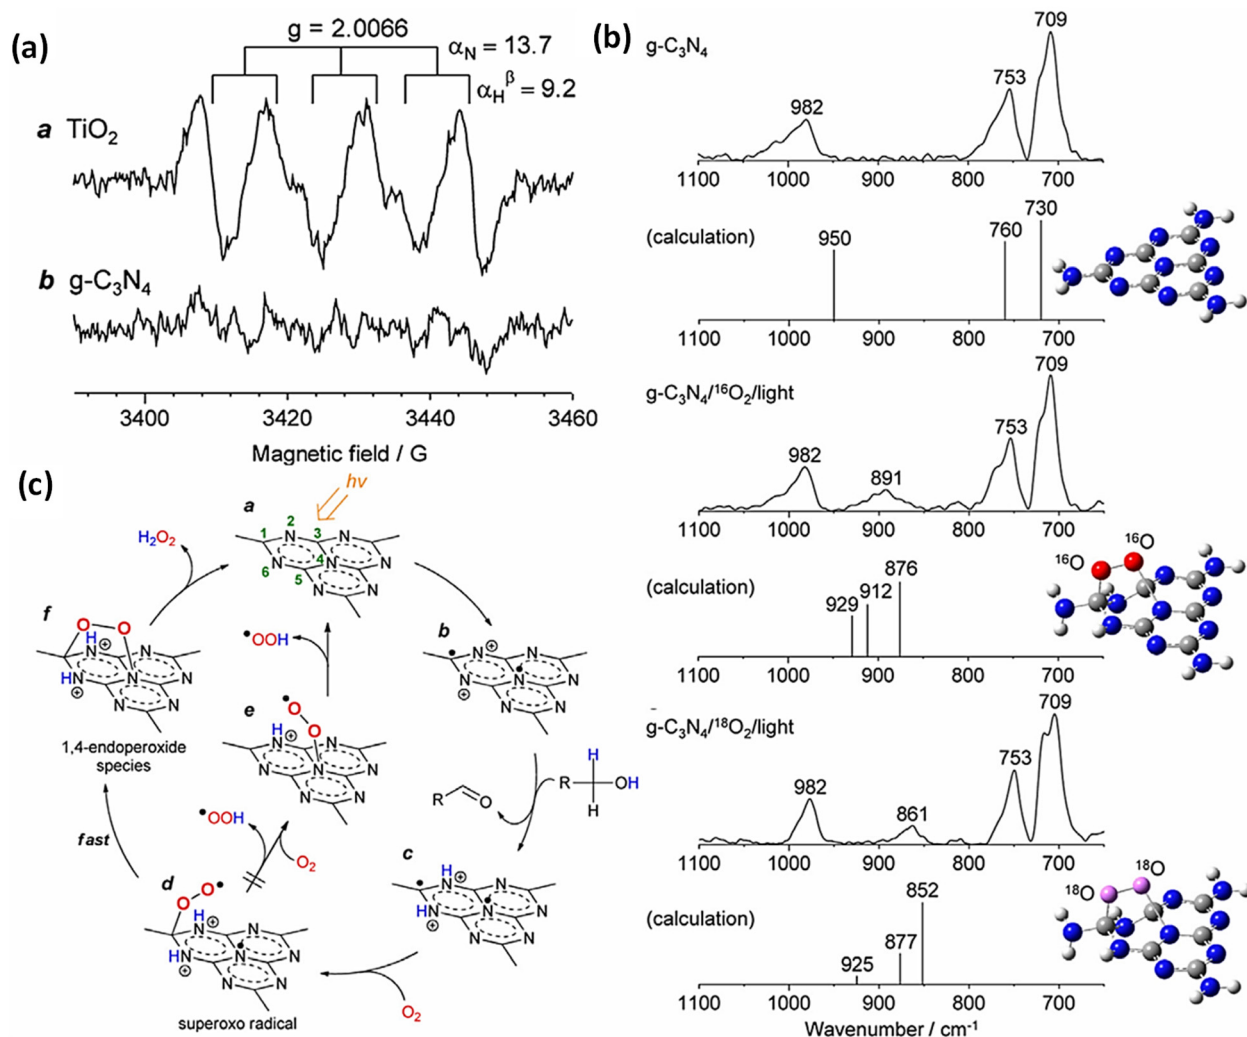 (a)
g = 2.0066
α_N = 13.7
α_H^β = 9.2
a TiO₂
b g-C₃N₄
3400 3420 3440 3460
Magnetic field / G
(b)
g-C₃N₄
982 753 709
1100 1000 900 800 700
(calculation)
950 760 730
1100 1000 900 800 700
g-C₃N₄/¹⁶O₂/light
982 891 753 709
1100 1000 900 800 700
(calculation)
929 912 876
¹⁶O ¹⁶O
1100 1000 900 800 700
g-C₃N₄/¹⁸O₂/light
982 861 753 709
1100 1000 900 800 700
(calculation)
925 877 852
¹⁸O ¹⁸O
1100 1000 900 800 700
Wavenumber / cm⁻¹
(c)
hν
a
1 2 3 4 5 6
N N N N N N N
b
N N N N N N N
⊕ ⊕
H
R OH
H
R O
c
H
N ⊕
HN ⊕
N N N N N
O₂
d
O O
H
N ⊕
HN ⊕
N N N N N
superoxo radical
•OOH
O₂
e
O
O
H
N ⊕
N N N N N N
•OOH
fast
f
O O
H
N ⊕
HN ⊕
N N N N N
1,4-endoperoxide
species
H₂O₂